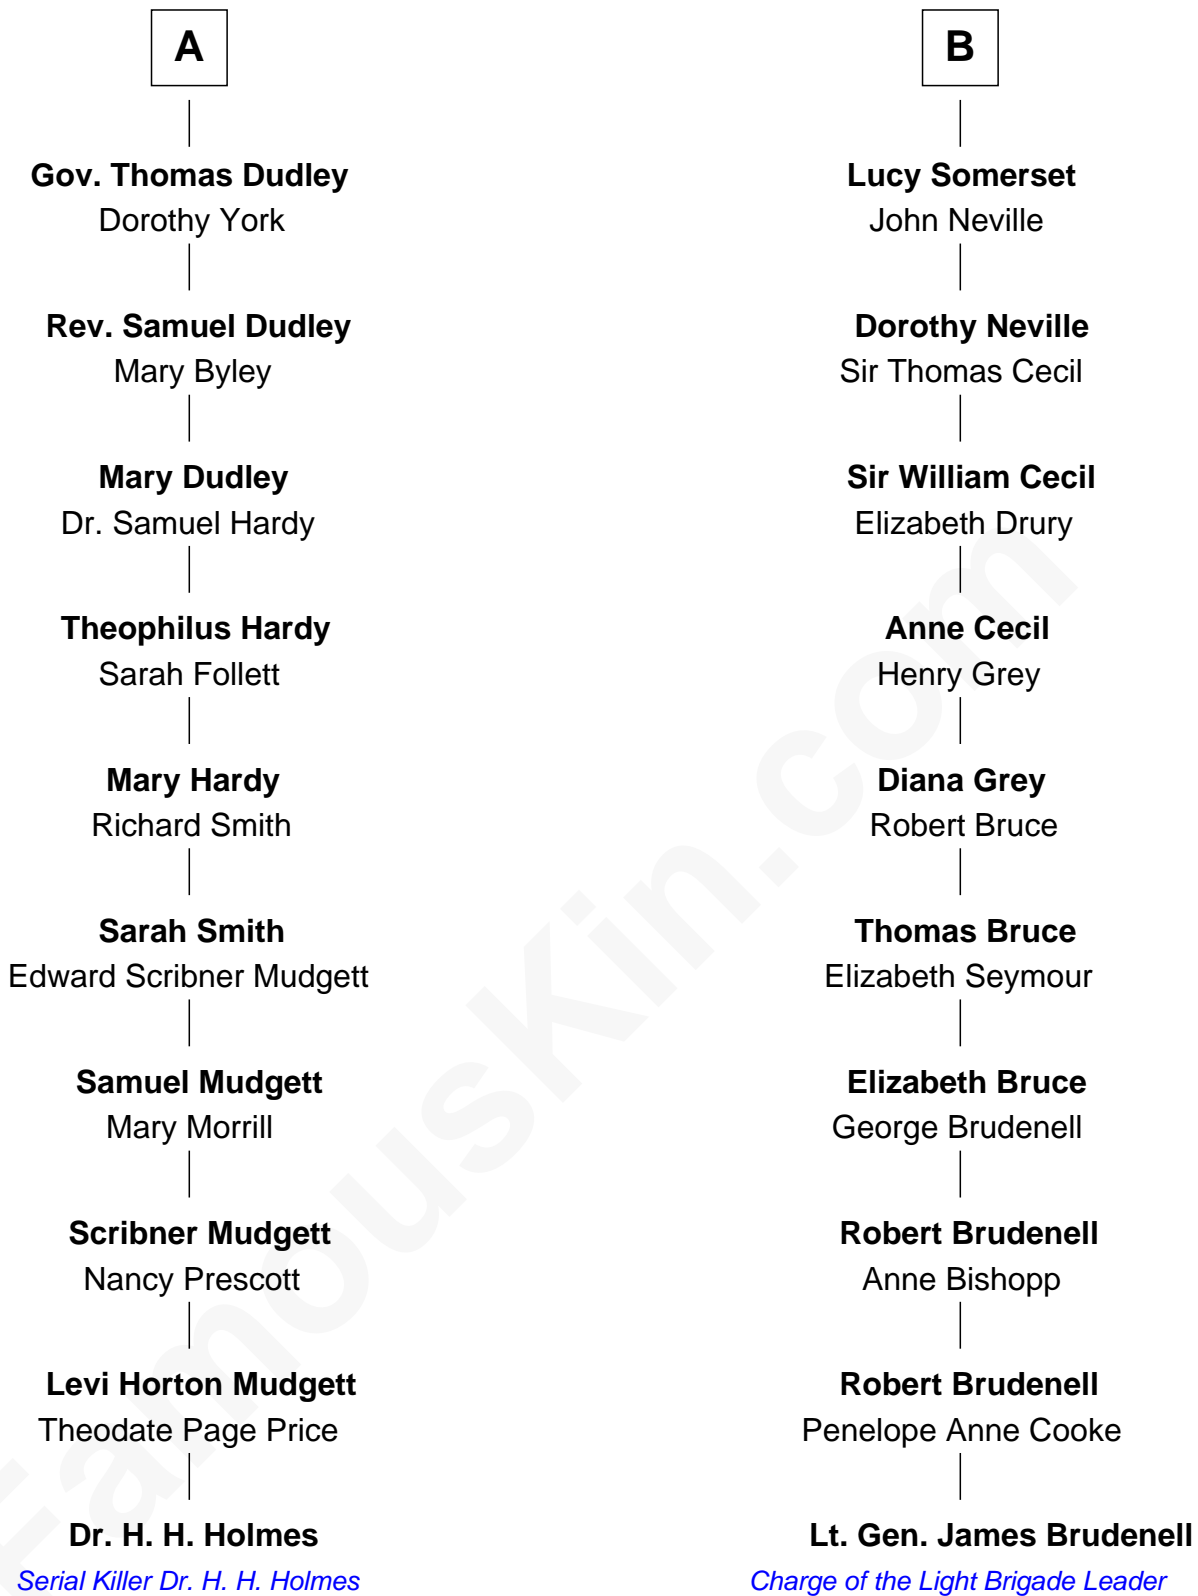 A
Gov. Thomas Dudley
Dorothy York
Rev. Samuel Dudley
Mary Byley
Mary Dudley
Dr. Samuel Hardy
Theophilus Hardy
Sarah Follett
Mary Hardy
Richard Smith
Sarah Smith
Edward Scribner Mudgett
Samuel Mudgett
Mary Morrill
Scribner Mudgett
Nancy Prescott
Levi Horton Mudgett
Theodate Page Price
Dr. H. H. Holmes
Serial Killer Dr. H. H. Holmes
B
Lucy Somerset
John Neville
Dorothy Neville
Sir Thomas Cecil
Sir William Cecil
Elizabeth Drury
Anne Cecil
Henry Grey
Diana Grey
Robert Bruce
Thomas Bruce
Elizabeth Seymour
Elizabeth Bruce
George Brudenell
Robert Brudenell
Anne Bishopp
Robert Brudenell
Penelope Anne Cooke
Lt. Gen. James Brudenell
Charge of the Light Brigade Leader
FamousKin.com